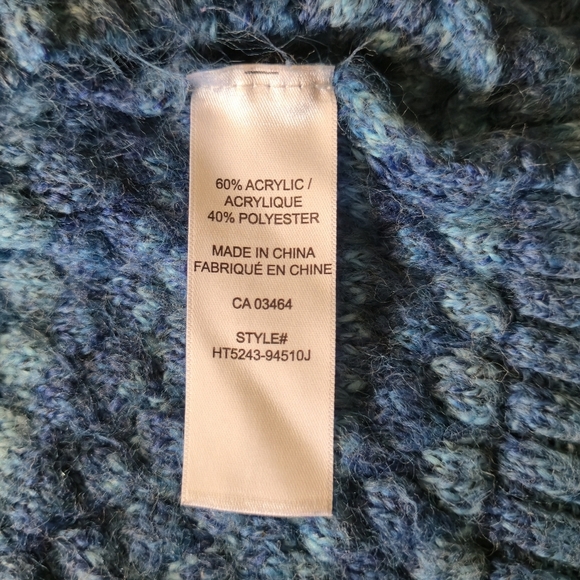 60% ACRYLIC /
ACRYLIQUE
40% POLYESTER
MADE IN CHINA
FABRIQUÉ EN CHINE
CA 03464
STYLE#
HT5243-94510J